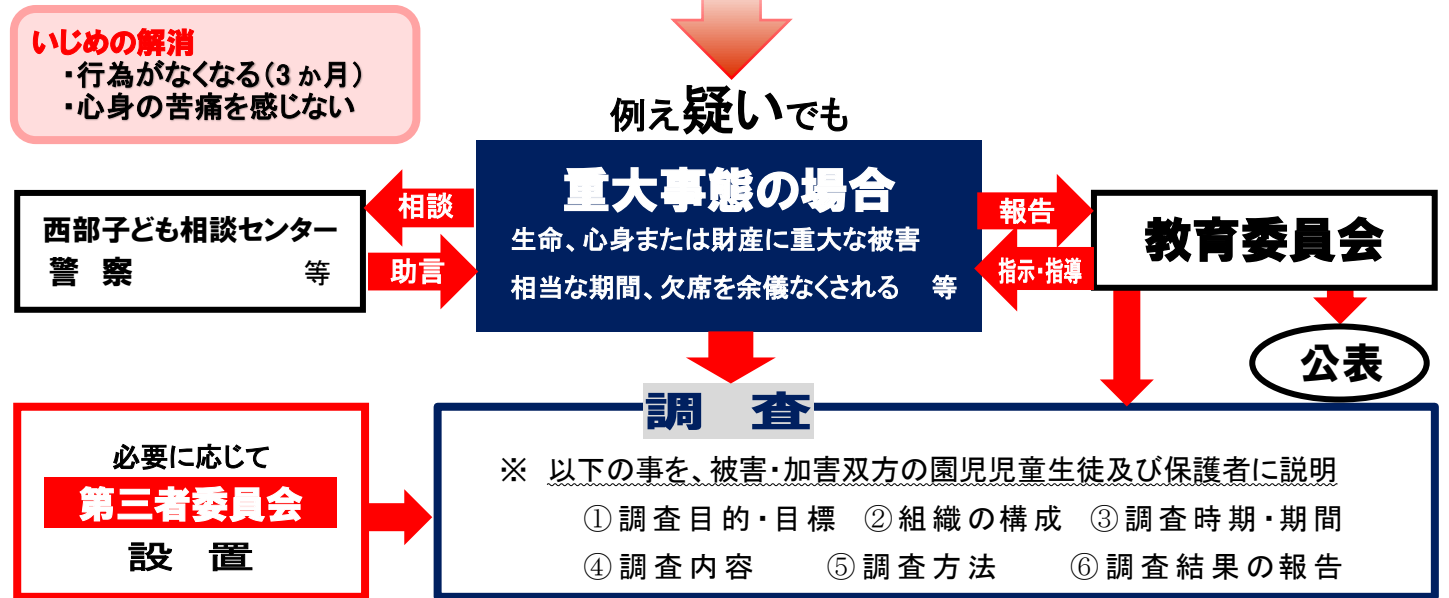 いじめの解消
・行為がなくなる(3か月)
・心身の苦痛を感じない
例え疑いでも
重大事態の場合
生命、心身または財産に重大な被害
相当な期間、欠席を余儀なくされる 等
相談
助言
西部子ども相談センター
警察 等
報告
指示・指導
教育委員会
公表
調 査
必要に応じて
第三者委員会
設 置
※ 以下の事を、被害・加害双方の園児児童生徒及び保護者に説明
①調査目的・目標 ②組織の構成 ③調査時期・期間
④調査内容 ⑤調査方法 ⑥調査結果の報告